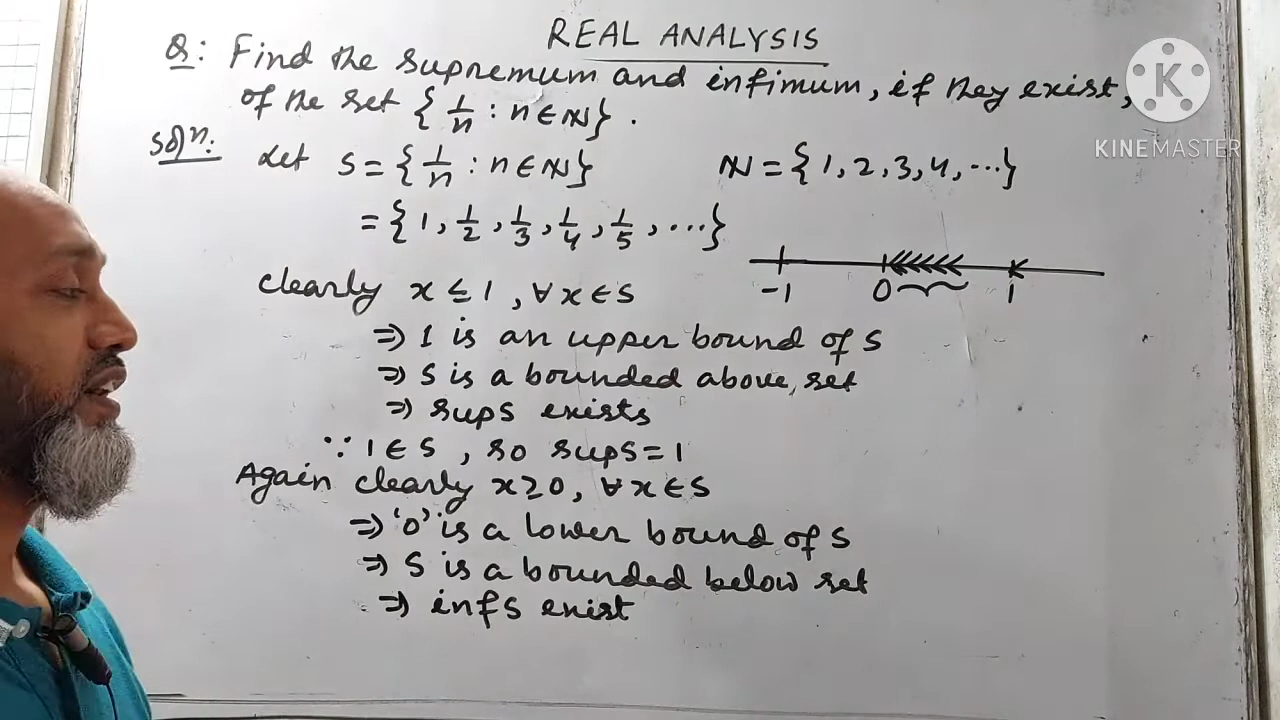 REAL ANALYSIS
Q: Find the supremum and infimum, if they exist,
of the set {1/n : n ∈ ℕ}.
Solⁿ: Let S = {1/n : n ∈ ℕ} ℕ = {1, 2, 3, 4, ...}
= {1, 1/2, 1/3, 1/4, 1/5, ...}
-1 0 1
Clearly x ≤ 1, ∀ x ∈ S
⇒ 1 is an upper bound of S
⇒ S is a bounded above set
⇒ sup S exists
∵ 1 ∈ S, so sup S = 1
Again clearly x ≥ 0, ∀ x ∈ S
⇒ '0' is a lower bound of S
⇒ S is a bounded below set
⇒ inf S exist
K
KINEMASTER